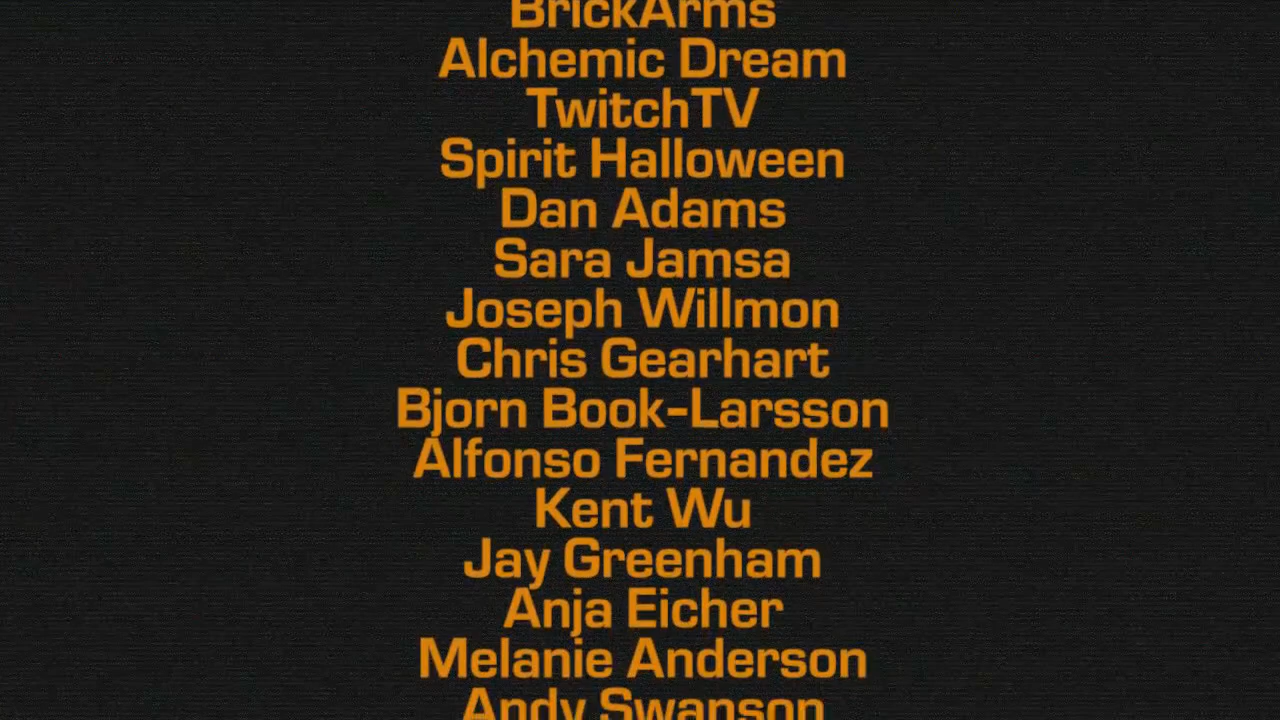 BrickArms
Alchemic Dream
TwitchTV
Spirit Halloween
Dan Adams
Sara Jamsa
Joseph Willmon
Chris Gearhart
Bjorn Book-Larsson
Alfonso Fernandez
Kent Wu
Jay Greenham
Anja Eicher
Melanie Anderson
Andy Swanson